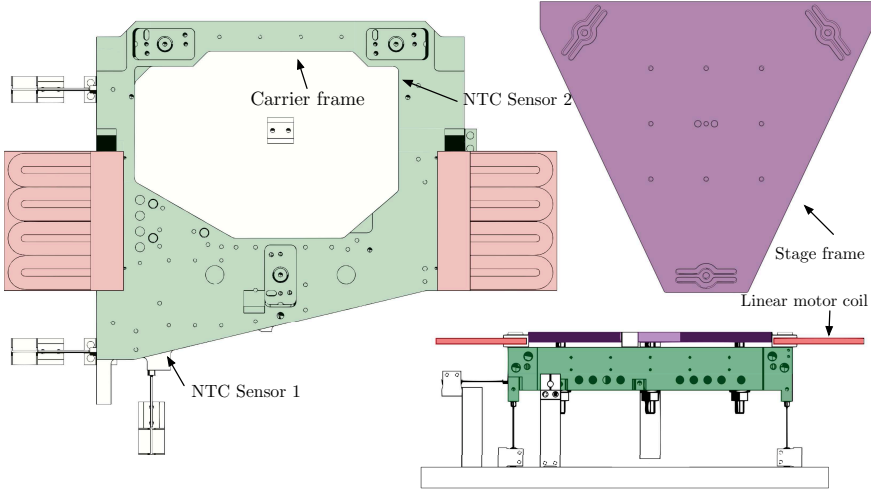 Carrier frame
NTC Sensor 2
Stage frame
Linear motor coil
NTC Sensor 1